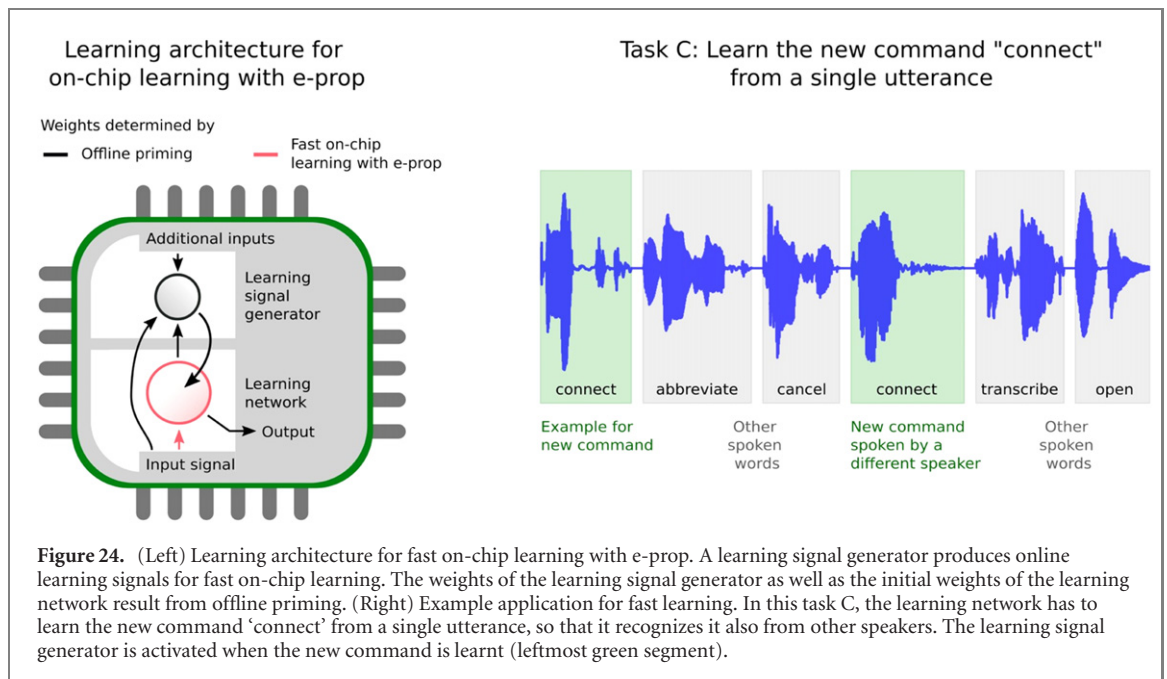 Learning architecture for
on-chip learning with e-prop
Weights determined by
Offline priming
Fast on-chip
learning with e-prop
Additional inputs
Learning
signal
generator
Learning
network
Output
Input signal
Task C: Learn the new command "connect"
from a single utterance
connect
abbreviate
cancel
connect
transcribe
open
Example for
new command
Other
spoken
words
New command
spoken by a
different speaker
Other
spoken
words
Figure 24. (Left) Learning architecture for fast on-chip learning with e-prop. A learning signal generator produces online
learning signals for fast on-chip learning. The weights of the learning signal generator as well as the initial weights of the learning
network result from offline priming. (Right) Example application for fast learning. In this task C, the learning network has to
learn the new command ‘connect’ from a single utterance, so that it recognizes it also from other speakers. The learning signal
generator is activated when the new command is learnt (leftmost green segment).